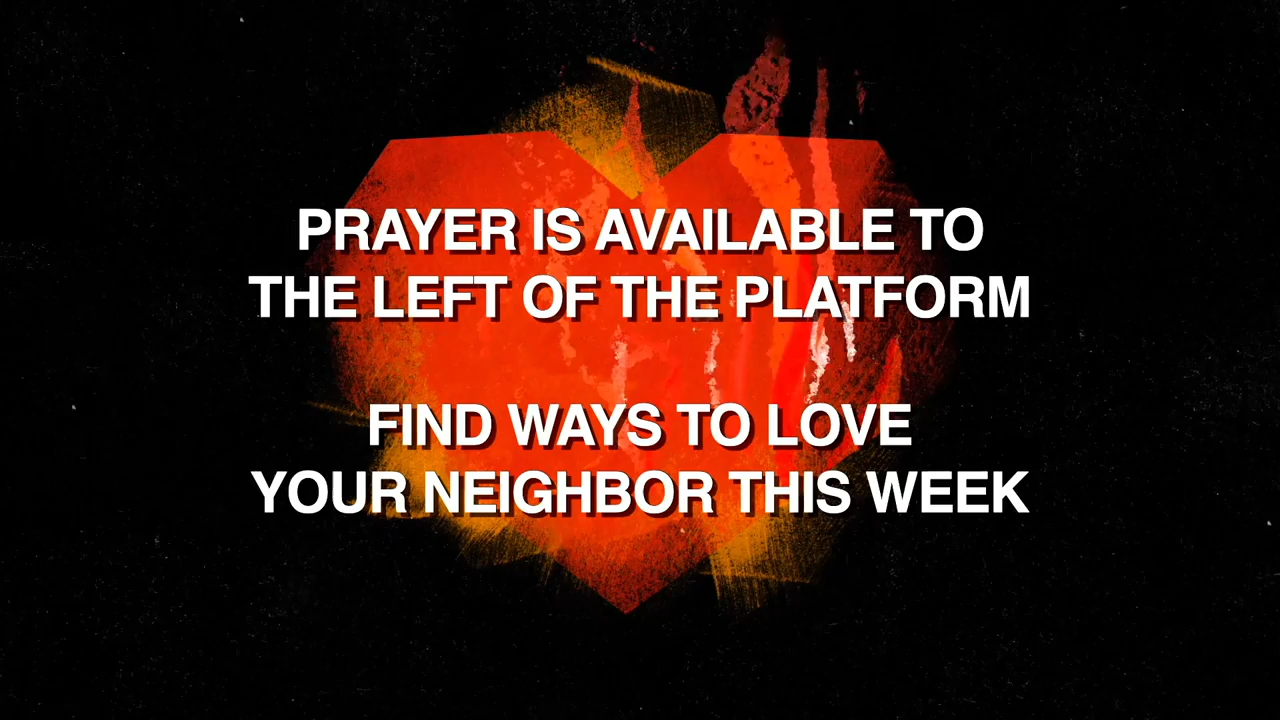 PRAYER IS AVAILABLE TO
THE LEFT OF THE PLATFORM
FIND WAYS TO LOVE
YOUR NEIGHBOR THIS WEEK